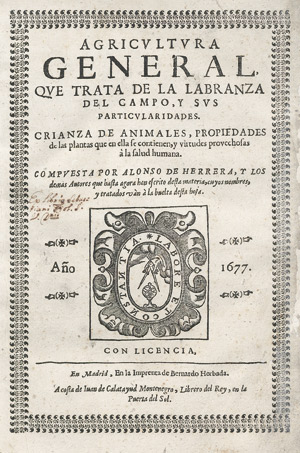 AGRICVLTVRA
GENERAL,
QVE TRATA DE LA LABRANZA
DEL CAMPO, Y SVS
PARTICVLARIDADES.
CRIANZA DE ANIMALES, PROPIEDADES
de las plantas que en ella se contienen, y virtudes provechosas
à la salud humana.
COMPVESTA POR ALONSO DE HERRERA, Y LOS
demàs Autores que hasta agora han escrito desta materia, cuyos nombres,
y tratados vàn à la buelta desta hoja.
Año
1677.
LABORE ET CONSTANTIA
CON LICENCIA,
En Madrid, En la Imprenta de Bernardo Herbada.
A costa de Iuan de Calatayud Montenegro, Librero del Rey, en la
Puerta del Sol.